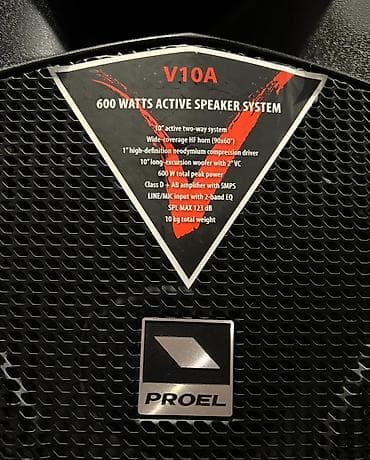 V10A
600 WATTS ACTIVE SPEAKER SYSTEM
10" active two-way system
Wide-coverage HF horn (90x60°)
1" high-definition neodymium compression driver
10" long-excursion woofer with 2" VC
600 W total peak power
Class D + AB amplifier with SMPS
LINE/MIC input with 2-band EQ
SPL MAX 123 dB
10 kg total weight
PROEL